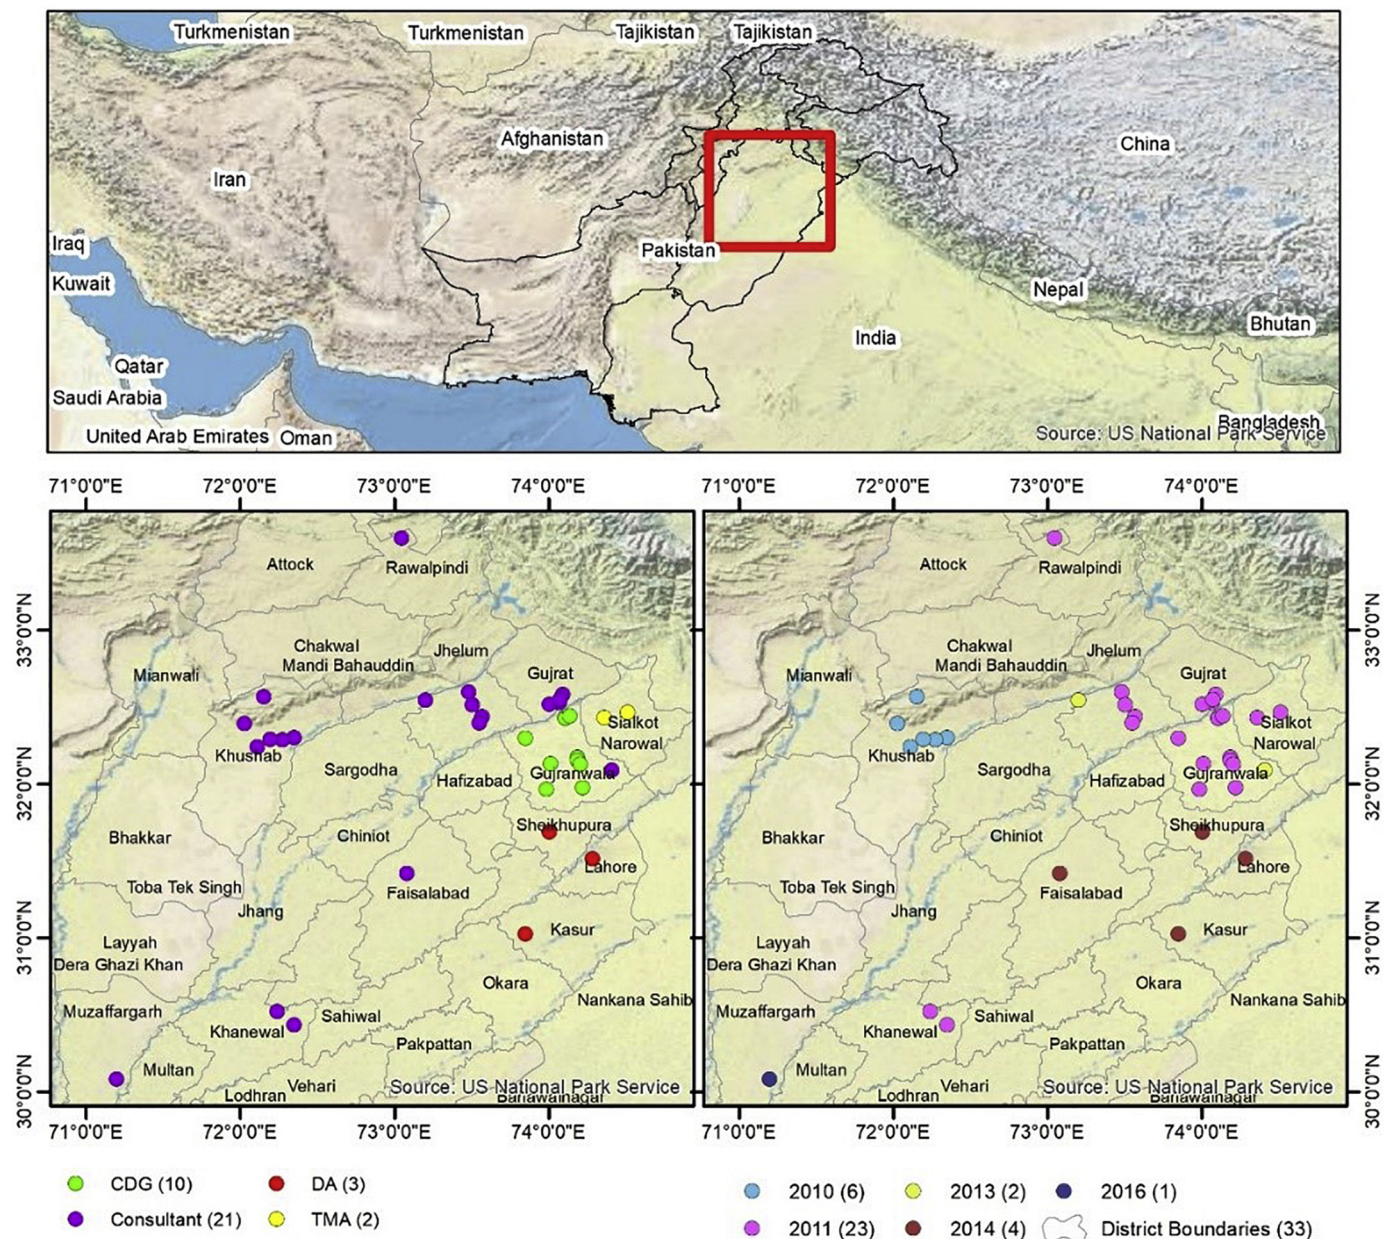 Turkmenistan Turkmenistan Tajikistan Tajikistan
Afghanistan China
Iran
Iraq Pakistan
Kuwait Nepal
Bhutan
India
Qatar
Saudi Arabia
Bangladesh
United Arab Emirates Oman Source: US National Park Service
71°0'0"E 72°0'0"E 73°0'0"E 74°0'0"E 71°0'0"E 72°0'0"E 73°0'0"E 74°0'0"E
33°0'0"N
32°0'0"N
31°0'0"N
30°0'0"N
Attock Rawalpindi
Chakwal
Mandi Bahauddin Jhelum
Mianwali Gujrat
Sialkot
Narowal
Khushab Sargodha Hafizabad Gujranwala
Bhakkar Chiniot Sheikhupura
Lahore
Toba Tek Singh Faisalabad
Jhang
Layyah Kasur
Dera Ghazi Khan
Okara
Muzaffargarh Nankana Sahib
Khanewal Sahiwal
Pakpattan
Multan
Vehari Source: US National Park Service
Lodhran Bahawalnagar
Attock Rawalpindi
Chakwal
Mandi Bahauddin Jhelum
Mianwali Gujrat
Sialkot
Narowal
Khushab Sargodha Hafizabad Gujranwala
Bhakkar Chiniot Sheikhupura
Lahore
Toba Tek Singh Faisalabad
Jhang
Layyah Kasur
Dera Ghazi Khan
Okara
Muzaffargarh Nankana Sahib
Khanewal Sahiwal
Pakpattan
Multan
Vehari Source: US National Park Service
Lodhran Bahawalnagar
33°0'0"N
32°0'0"N
31°0'0"N
30°0'0"N
71°0'0"E 72°0'0"E 73°0'0"E 74°0'0"E 71°0'0"E 72°0'0"E 73°0'0"E 74°0'0"E
CDG (10) DA (3)
Consultant (21) TMA (2)
2010 (6) 2013 (2) 2016 (1)
2011 (23) 2014 (4) District Boundaries (33)